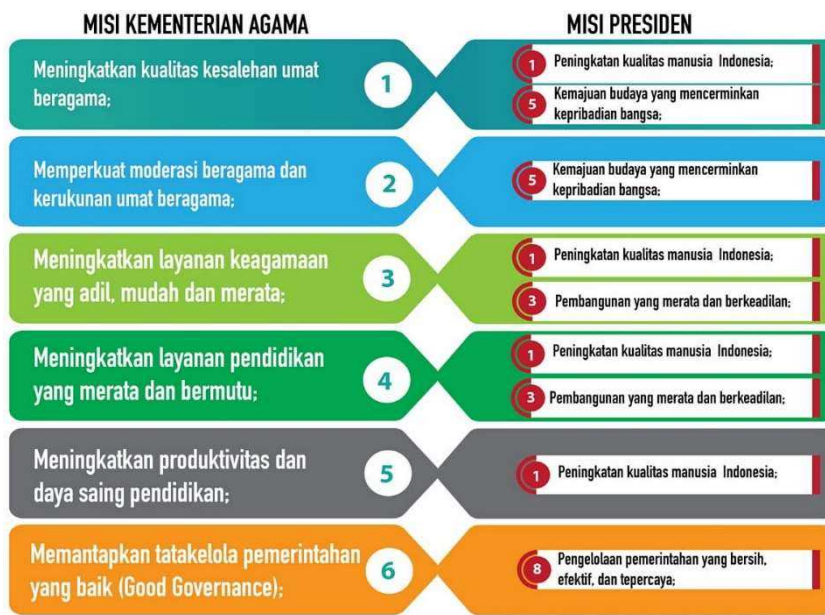 MISI KEMENTERIAN AGAMA
MISI PRESIDEN
Meningkatkan kualitas kesalehan umat
beragama;
1
1 Peningkatan kualitas manusia Indonesia;
5 Kemajuan budaya yang mencerminkan
kepribadian bangsa;
Memperkuat moderasi beragama dan
kerukunan umat beragama;
2
5 Kemajuan budaya yang mencerminkan
kepribadian bangsa;
Meningkatkan layanan keagamaan
yang adil, mudah dan merata;
3
1 Peningkatan kualitas manusia Indonesia;
3 Pembangunan yang merata dan berkeadilan;
Meningkatkan layanan pendidikan
yang merata dan bermutu;
4
1 Peningkatan kualitas manusia Indonesia;
3 Pembangunan yang merata dan berkeadilan;
Meningkatkan produktivitas dan
daya saing pendidikan;
5
1 Peningkatan kualitas manusia Indonesia;
Memantapkan tatakelola pemerintahan
yang baik (Good Governance);
6
8 Pengelolaan pemerintahan yang bersih,
efektif, dan tepercaya;